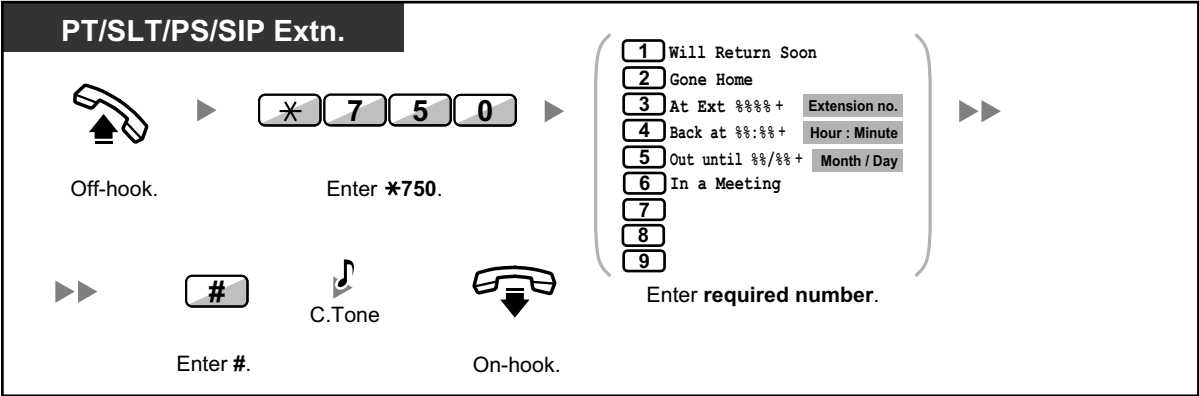 PT/SLT/PS/SIP Extn.
1 Will Return Soon
2 Gone Home
3 At Ext %%%% + Extension no.
4 Back at %%:%% + Hour : Minute
5 Out until %%/%% + Month / Day
6 In a Meeting
7
8
9
* 7 5 0
Off-hook.
Enter *750.
Enter required number.
#
C.Tone
Enter #.
On-hook.